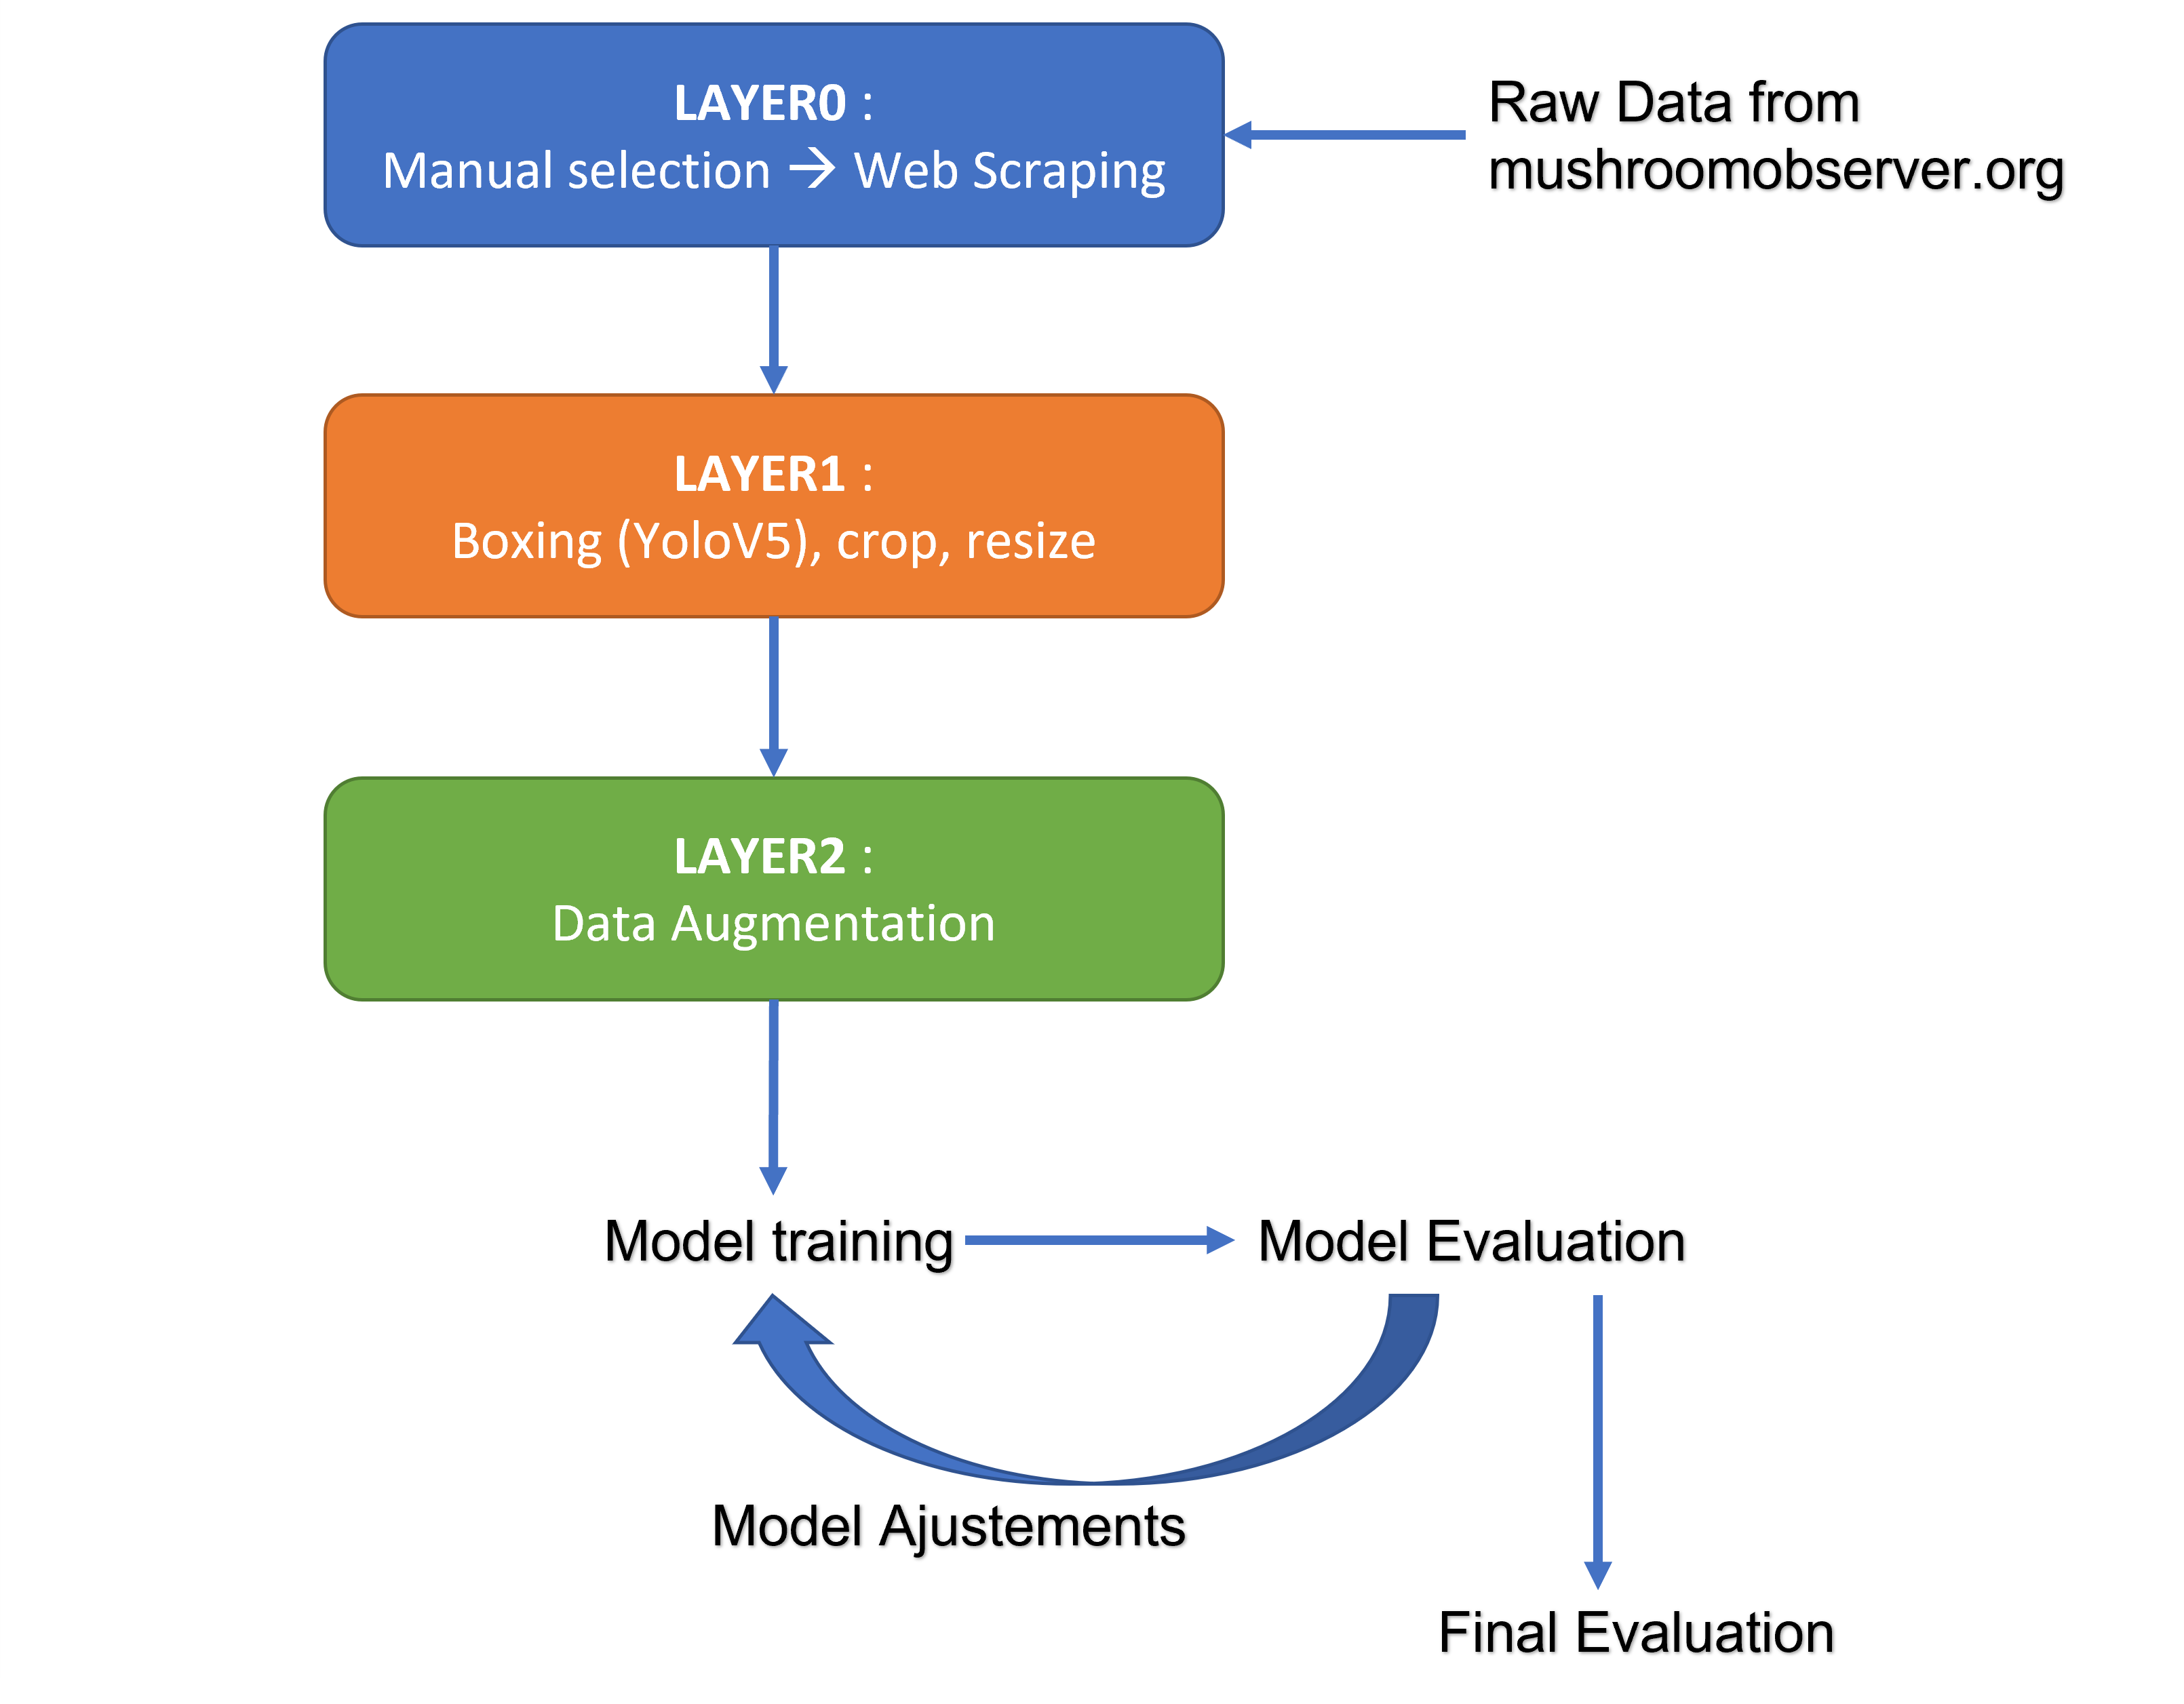 LAYER0 :
Manual selection → Web Scraping
Raw Data from
mushroomobserver.org
LAYER1 :
Boxing (YoloV5), crop, resize
LAYER2 :
Data Augmentation
Model training
Model Evaluation
Model Ajustements
Final Evaluation